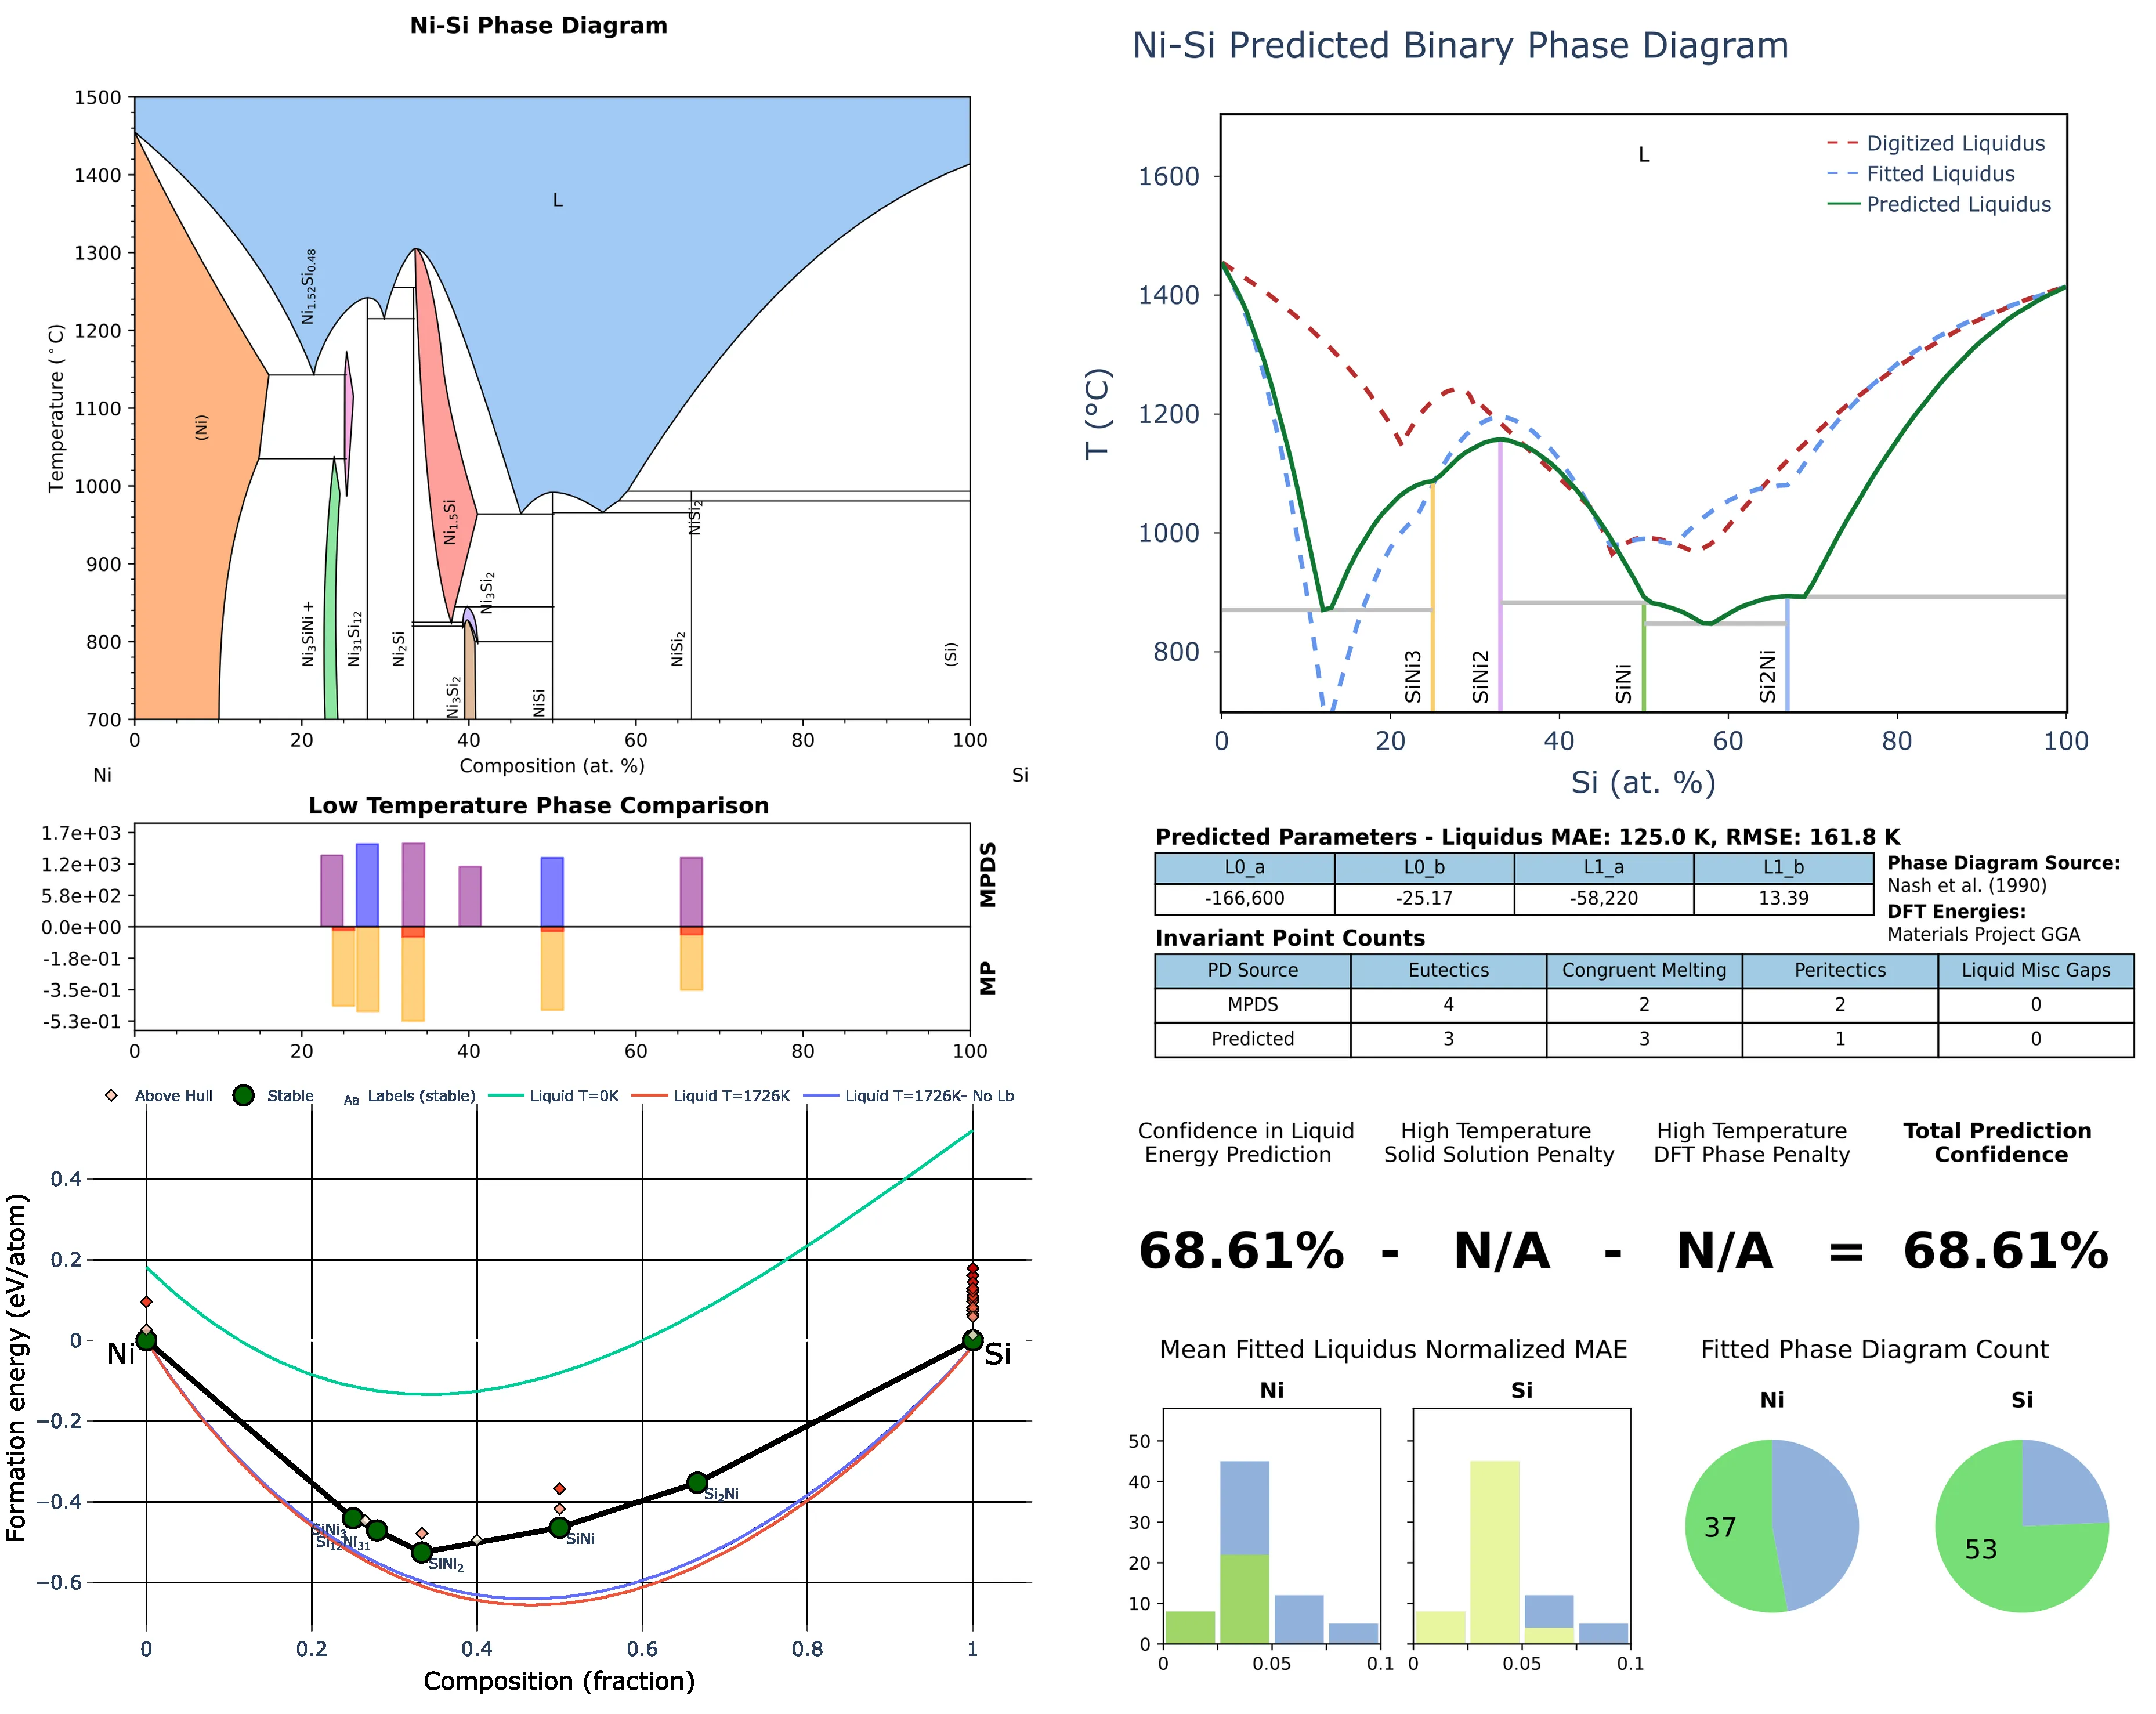 Ni-Si Phase Diagram
1500
1400
1300
1200
1100
1000
900
800
700
Temperature (°C)
L
(Ni)
Ni1.52Si0.48
Ni3SiNi +
Ni31Si12
Ni2Si
Ni1.5Si
Ni3Si2
Ni3Si2
NiSi
NiSi2
NiSi2
(Si)
0 20 40 60 80 100
Composition (at. %)
Ni Si
Ni-Si Predicted Binary Phase Diagram
1600
1400
1200
1000
800
T (°C)
L
Digitized Liquidus
Fitted Liquidus
Predicted Liquidus
SiNi3
SiNi2
SiNi
Si2Ni
0 20 40 60 80 100
Si (at. %)
Low Temperature Phase Comparison
1.7e+03
1.2e+03
5.8e+02
0.0e+00
-1.8e-01
-3.5e-01
-5.3e-01
MPDS
MP
0 20 40 60 80 100
Predicted Parameters - Liquidus MAE: 125.0 K, RMSE: 161.8 K
L0_a L0_b L1_a L1_b
-166,600 -25.17 -58,220 13.39
Phase Diagram Source:
Nash et al. (1990)
DFT Energies:
Materials Project GGA
Invariant Point Counts
PD Source Eutectics Congruent Melting Peritectics Liquid Misc Gaps
MPDS 4 2 2 0
Predicted 3 3 1 0
Above Hull Stable Aa Labels (stable) Liquid T=0K Liquid T=1726K Liquid T=1726K- No Lb
0.4
0.2
0
−0.2
−0.4
−0.6
Formation energy (eV/atom)
Ni
Si
SiNi3
Si12Ni31
SiNi2
SiNi
Si2Ni
0 0.2 0.4 0.6 0.8 1
Composition (fraction)
Confidence in Liquid
Energy Prediction
High Temperature
Solid Solution Penalty
High Temperature
DFT Phase Penalty
Total Prediction
Confidence
68.61% - N/A - N/A = 68.61%
Mean Fitted Liquidus Normalized MAE
Ni
Si
50
40
30
20
10
0
0 0.05 0.1
0 0.05 0.1
Fitted Phase Diagram Count
Ni
Si
37
53